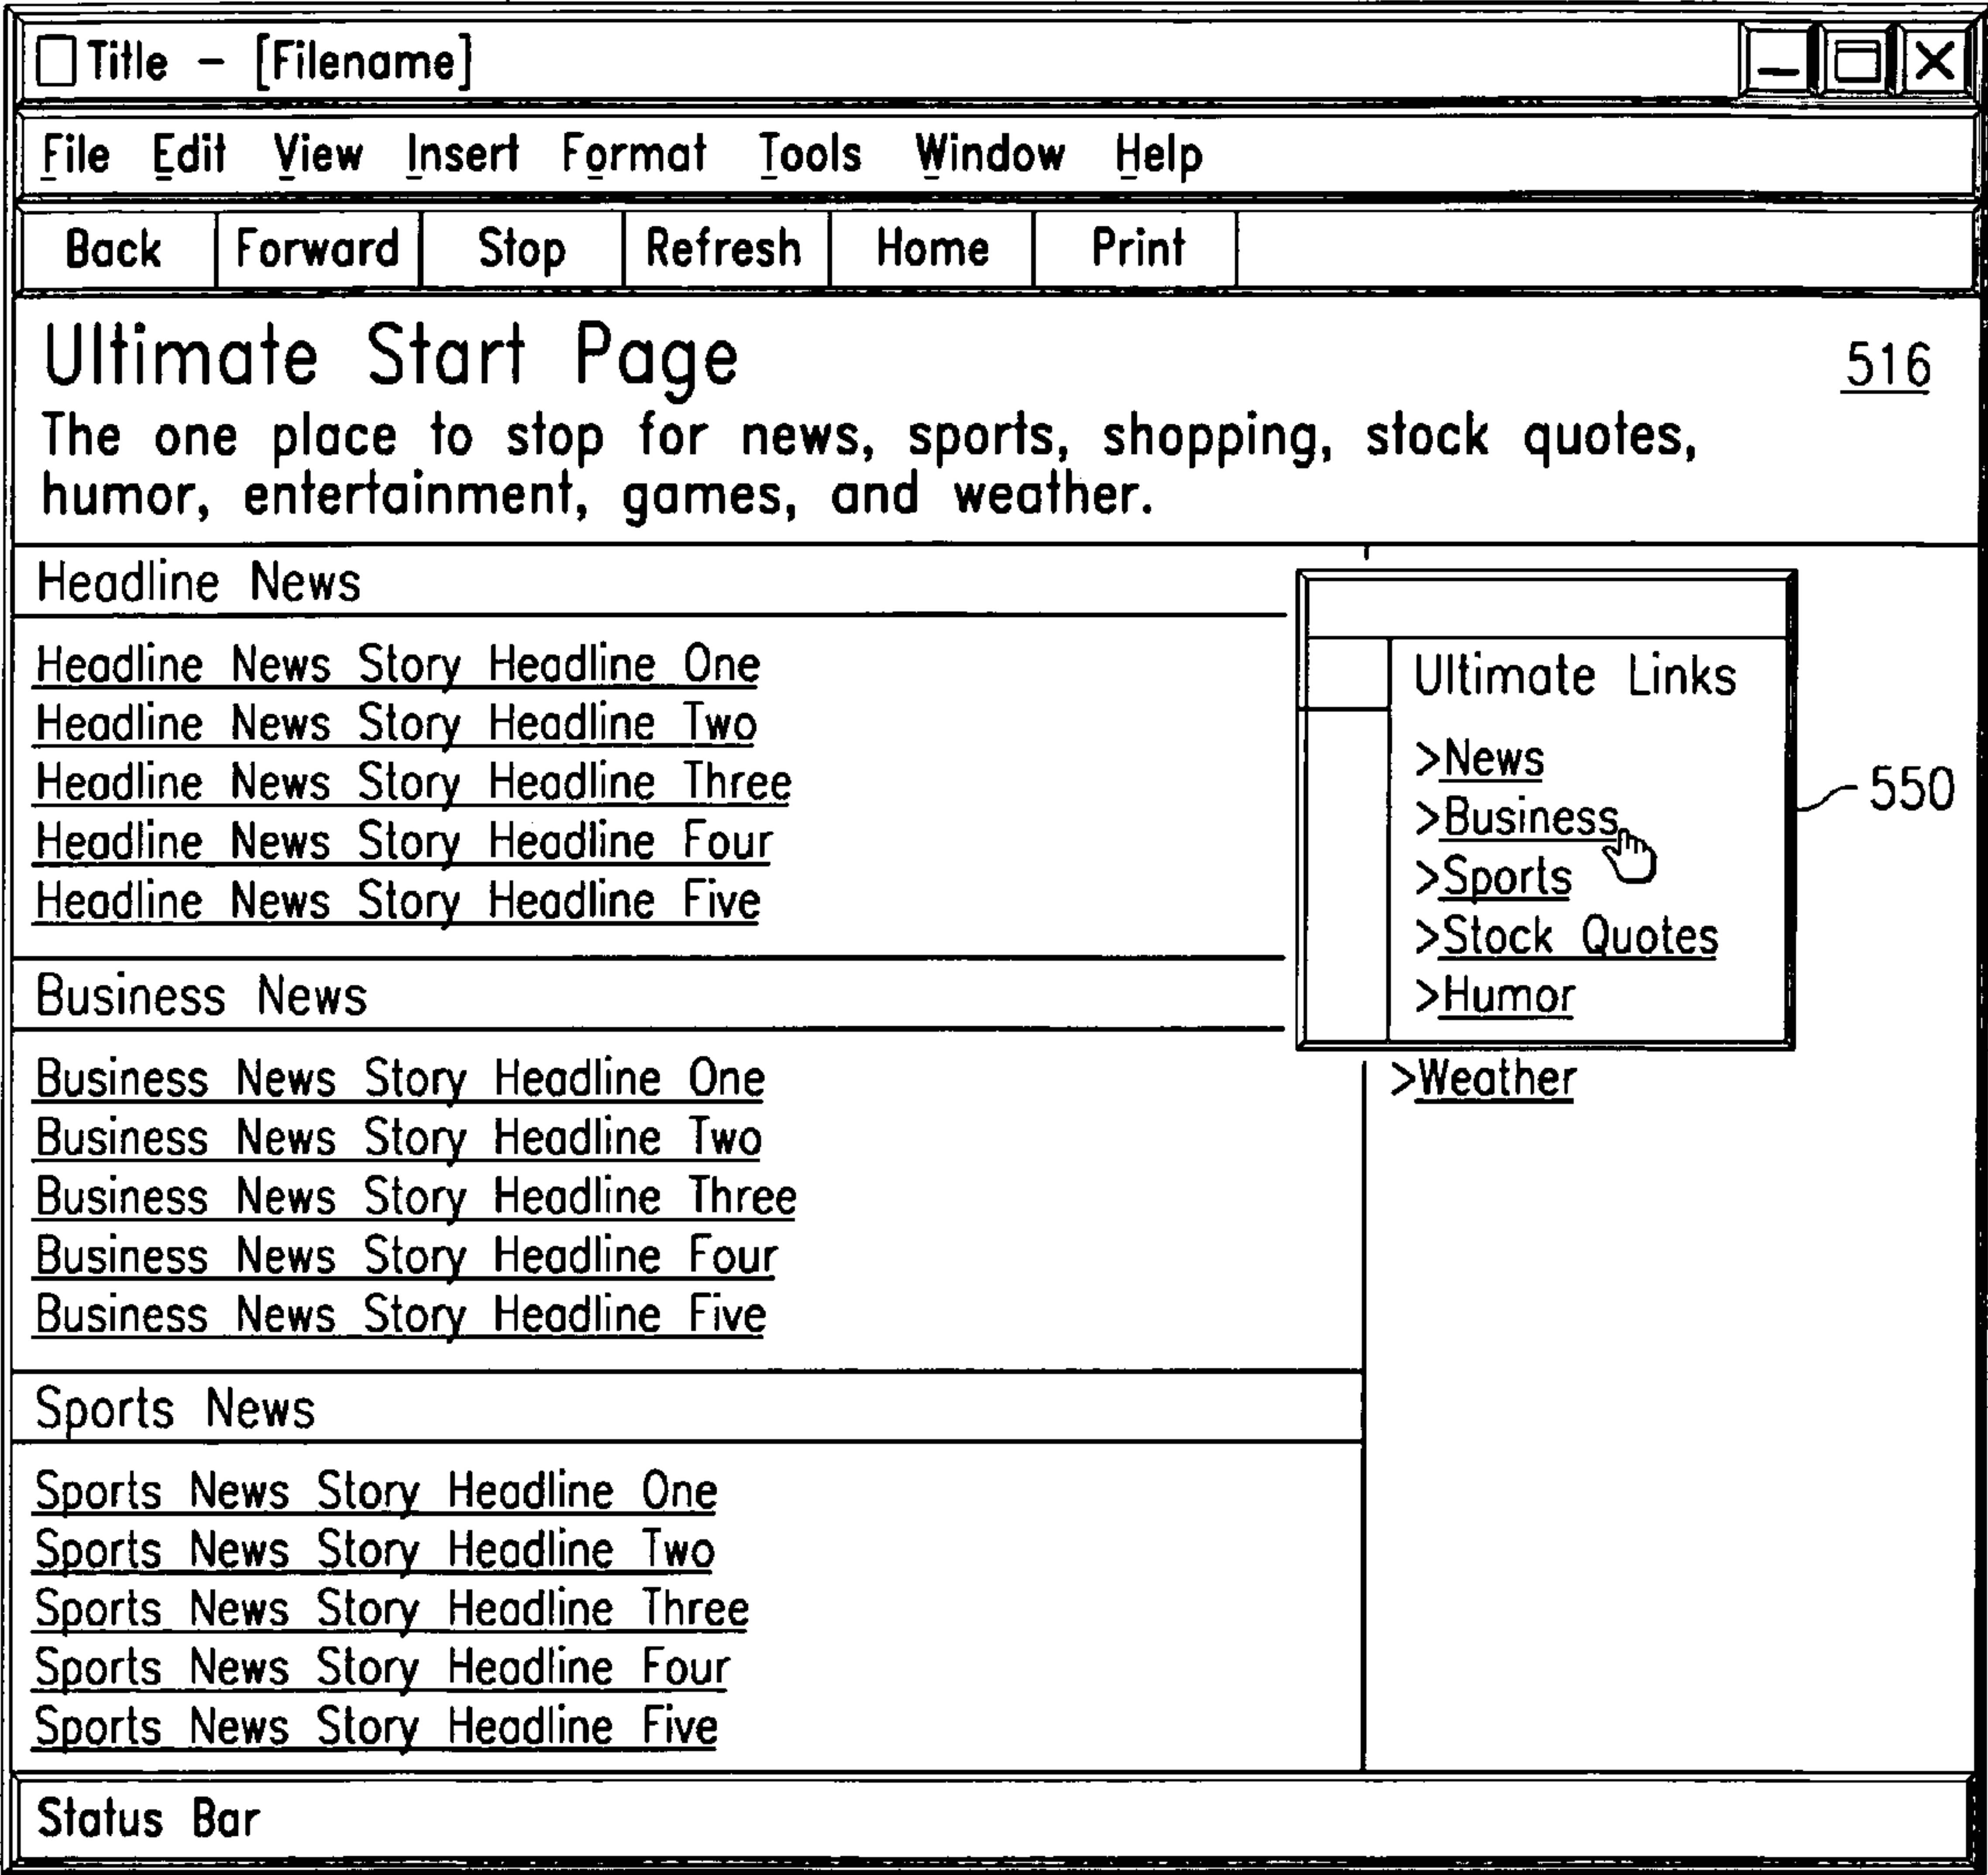 Title - [Filename]
File Edit View Insert Format Tools Window Help
Back Forward Stop Refresh Home Print
Ultimate Start Page
516
The one place to stop for news, sports, shopping, stock quotes,
humor, entertainment, games, and weather.
Headline News
Headline News Story Headline One
Headline News Story Headline Two
Headline News Story Headline Three
Headline News Story Headline Four
Headline News Story Headline Five
Business News
Business News Story Headline One
Business News Story Headline Two
Business News Story Headline Three
Business News Story Headline Four
Business News Story Headline Five
Sports News
Sports News Story Headline One
Sports News Story Headline Two
Sports News Story Headline Three
Sports News Story Headline Four
Sports News Story Headline Five
Ultimate Links
>News
>Business
>Sports
>Stock Quotes
>Humor
550
>Weather
Status Bar